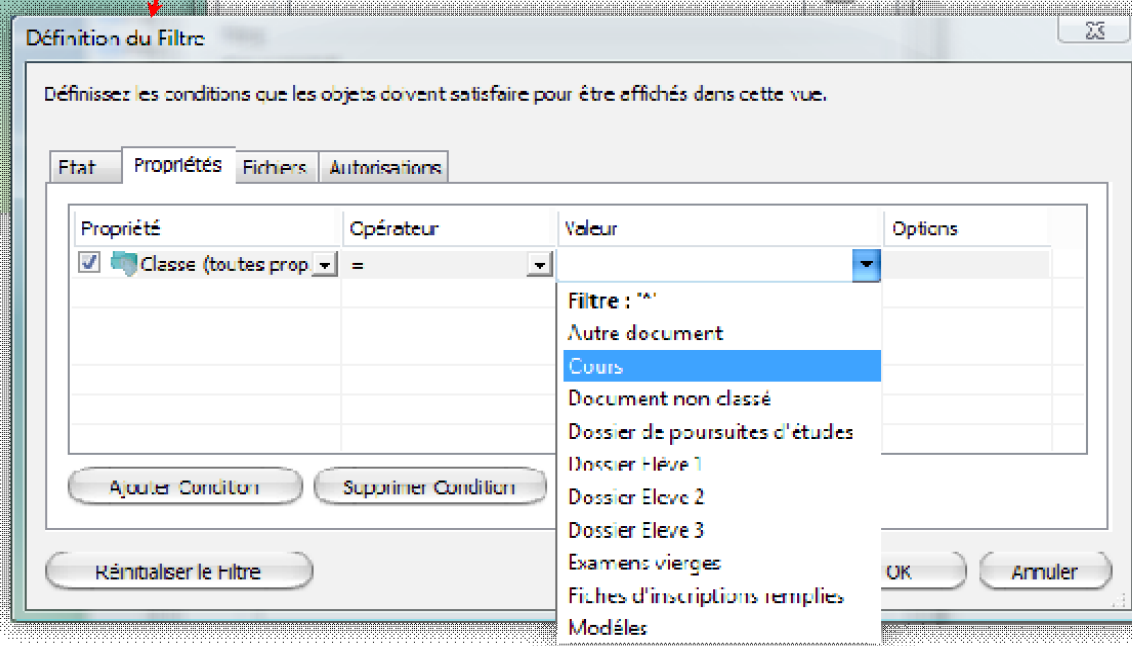 Définition du Filtre
Définissez les conditions que les objets doivent satisfaire pour être affichés dans cette vue.
Etat Propriétés Fichiers Autorisations
Propriété Opérateur Valeur Options
Classe (toutes prop =
Filtre : "*"
Autre document
Cours
Document non classé
Dossier de poursuites d'études
Dossier Elève 1
Dossier Eleve 2
Dossier Eleve 3
Examens vierges
Fiches d'inscriptions remplies
Modéles
Ajouter Condition Supprimer Condition
Réinitialiser le Filtre OK Annuler